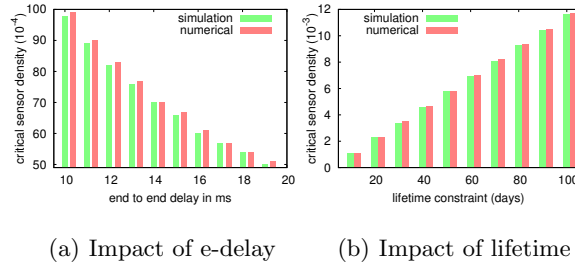 critical sensor density (10⁻⁴)
100
90
80
70
60
50
simulation
numerical
10 12 14 16 18 20
end to end delay in ms
critical sensor density (10⁻³)
12
10
8
6
4
2
0
simulation
numerical
20 40 60 80 100
lifetime constraint (days)
(a) Impact of e-delay
(b) Impact of lifetime